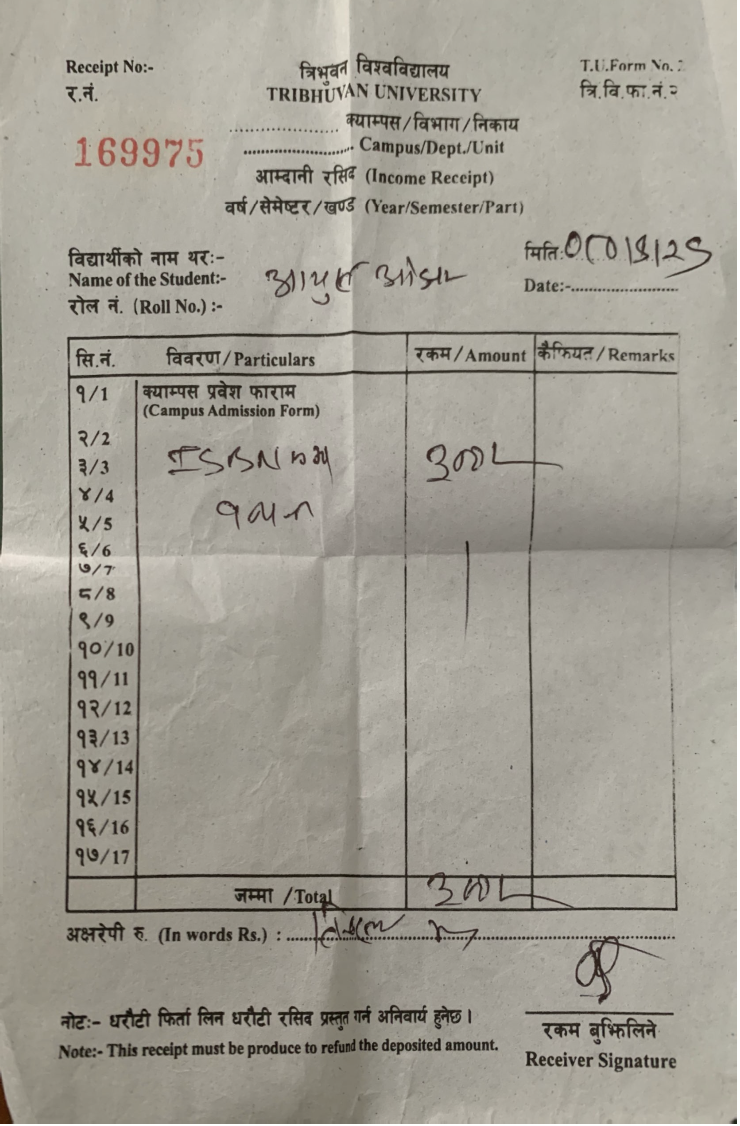 Receipt No:-
र.नं.
169975
त्रिभुवन विश्वविद्यालय
TRIBHUVAN UNIVERSITY
.................... क्याम्पस/विभाग/निकाय
.................... Campus/Dept./Unit
आम्दानी रसिद (Income Receipt)
वर्ष/सेमेष्टर/खण्ड (Year/Semester/Part)
T.U.Form No.
त्रि.वि.फा.नं.२
विद्यार्थीको नाम थर:-
Name of the Student:-
रोल नं. (Roll No.) :-
मिति:
Date:-....................
सि.नं. विवरण/Particulars रकम/Amount कैफियत/Remarks
१/1 क्याम्पस प्रवेश फाराम
(Campus Admission Form)
२/2
३/3 ISBN
४/4
५/5
६/6
७/7
८/8
९/9
१०/10
११/11
१२/12
१३/13
१४/14
१५/15
१६/16
१७/17
जम्मा /Total
अक्षरेपी रु. (In words Rs.) :
नोट:- धरौटी फिर्ता लिन धरौटी रसिद प्रस्तुत गर्न अनिवार्य हुनेछ ।
Note:- This receipt must be produce to refund the deposited amount.
रकम बुझिलिने
Receiver Signature